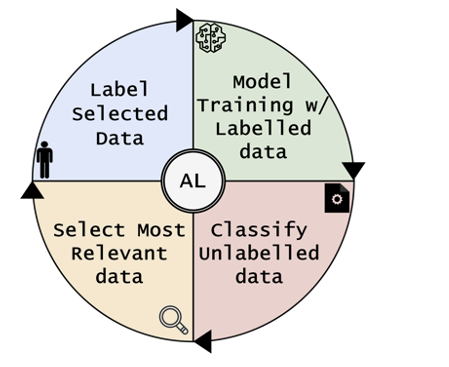 Label
Selected
Data
Model
Training w/
Labelled
data
AL
Select Most
Relevant
data
Classify
Unlabelled
data